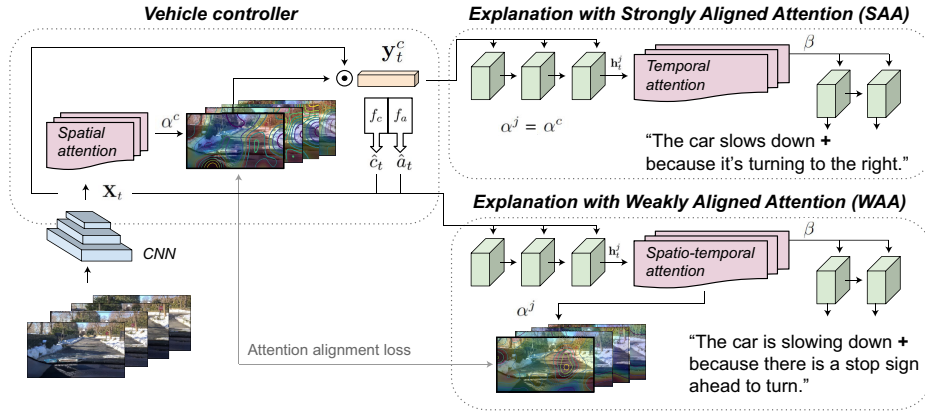 Vehicle controller
y_t^c
f_c f_a
α^c
Spatial
attention
ĉ_t â_t
X_t
CNN
Attention alignment loss
Explanation with Strongly Aligned Attention (SAA)
h_t^j
Temporal
attention
β
α^j = α^c
“The car slows down +
because it’s turning to the right.”
Explanation with Weakly Aligned Attention (WAA)
h_t^j
Spatio-temporal
attention
β
α^j
“The car is slowing down +
because there is a stop sign
ahead to turn.”